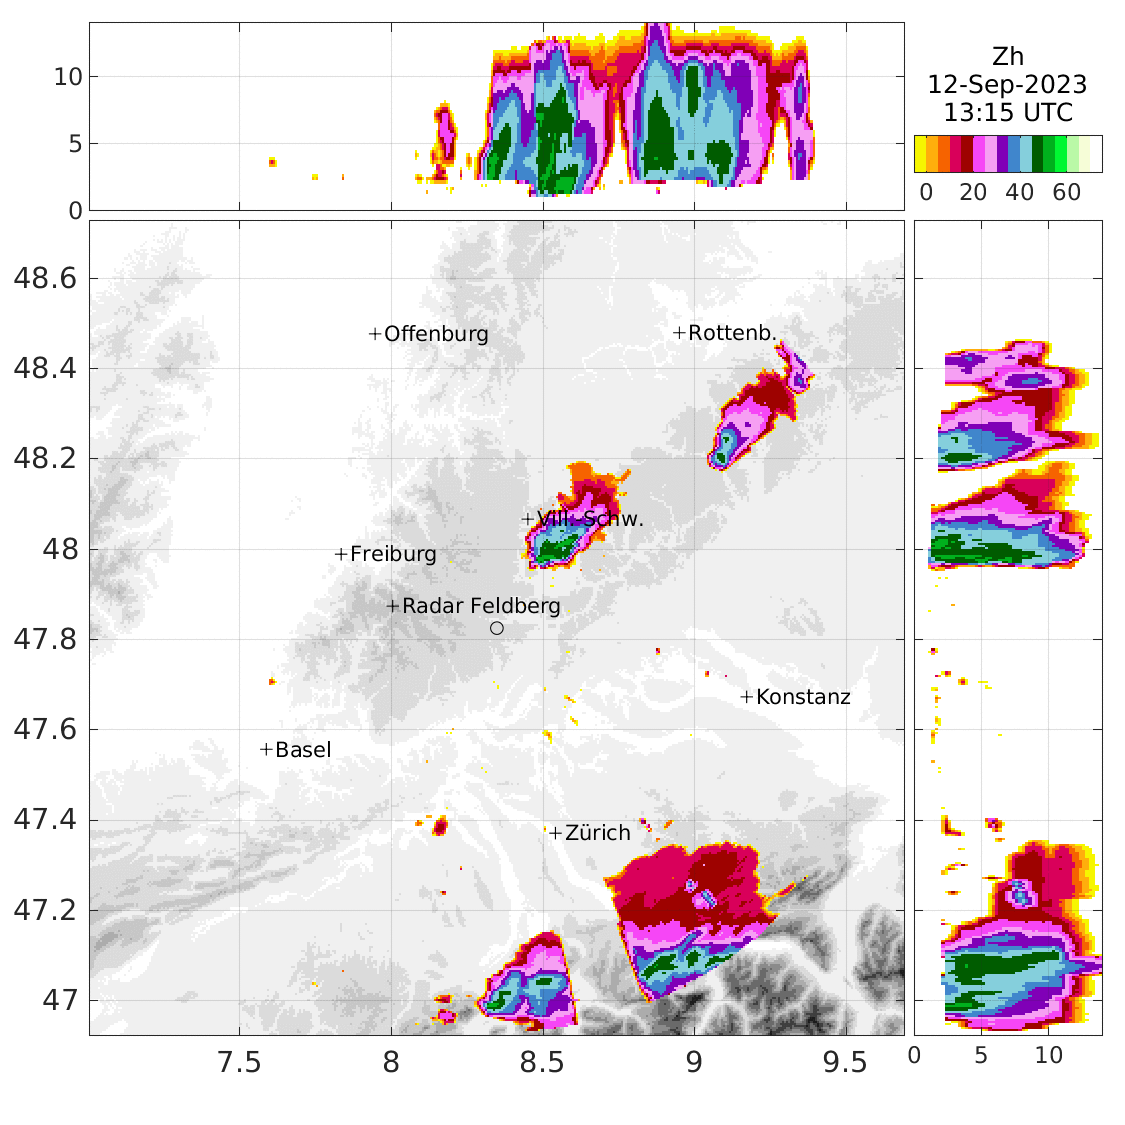 10
5
0
Zh
12-Sep-2023
13:15 UTC
0 20 40 60
48.6
48.4
48.2
48
47.8
47.6
47.4
47.2
47
+Offenburg
+Rottenb.
+Vill.-Schw.
+Freiburg
+Radar Feldberg
+Konstanz
+Basel
+Zürich
7.5 8 8.5 9 9.5
0 5 10